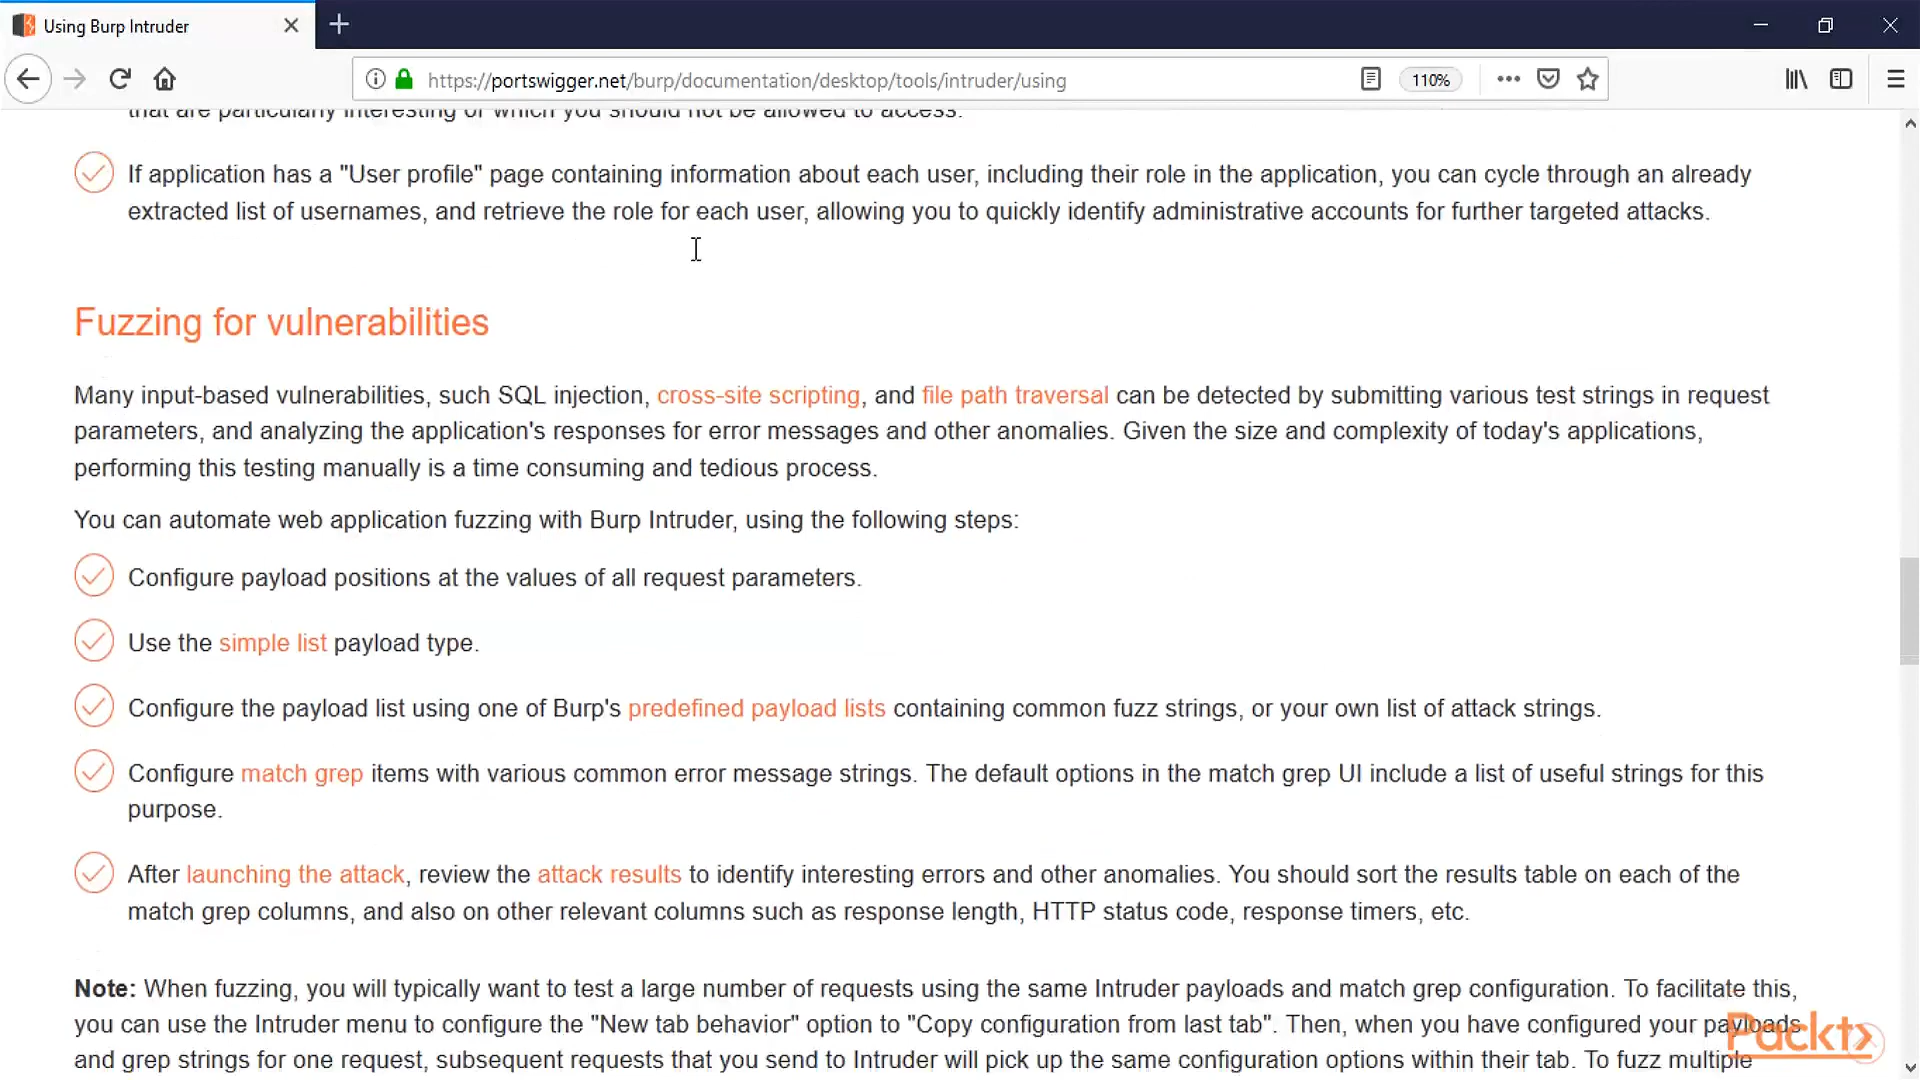 Using Burp Intruder
https://portswigger.net/burp/documentation/desktop/tools/intruder/using
110%
that are particularly interesting or which you should not be allowed to access.
If application has a "User profile" page containing information about each user, including their role in the application, you can cycle through an already
extracted list of usernames, and retrieve the role for each user, allowing you to quickly identify administrative accounts for further targeted attacks.
Fuzzing for vulnerabilities
Many input-based vulnerabilities, such SQL injection, cross-site scripting, and file path traversal can be detected by submitting various test strings in request
parameters, and analyzing the application's responses for error messages and other anomalies. Given the size and complexity of today's applications,
performing this testing manually is a time consuming and tedious process.
You can automate web application fuzzing with Burp Intruder, using the following steps:
Configure payload positions at the values of all request parameters.
Use the simple list payload type.
Configure the payload list using one of Burp's predefined payload lists containing common fuzz strings, or your own list of attack strings.
Configure match grep items with various common error message strings. The default options in the match grep UI include a list of useful strings for this
purpose.
After launching the attack, review the attack results to identify interesting errors and other anomalies. You should sort the results table on each of the
match grep columns, and also on other relevant columns such as response length, HTTP status code, response timers, etc.
Note: When fuzzing, you will typically want to test a large number of requests using the same Intruder payloads and match grep configuration. To facilitate this,
you can use the Intruder menu to configure the "New tab behavior" option to "Copy configuration from last tab". Then, when you have configured your payloads
and grep strings for one request, subsequent requests that you send to Intruder will pick up the same configuration options within their tab. To fuzz multiple
Packt